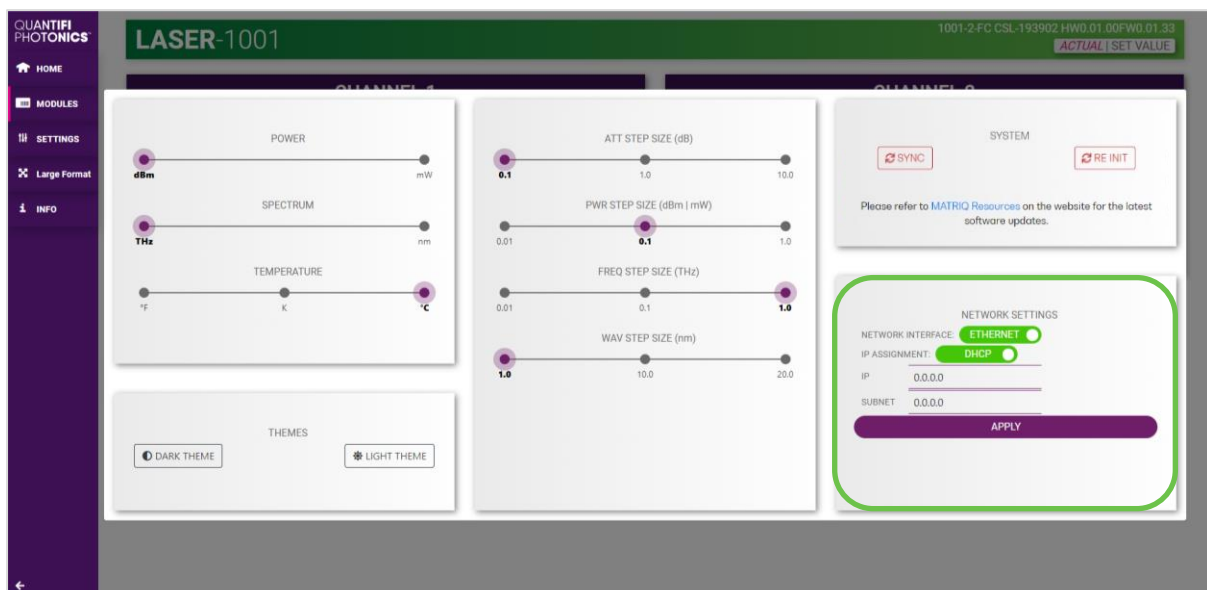 QUANTIFI
PHOTONICS
HOME
MODULES
SETTINGS
Large Format
INFO
LASER-1001
1001-2-FC CSL-193902 HW0.01.00FW0.01.33
ACTUAL | SET VALUE
CHANNEL 1
CHANNEL 2
POWER
dBm mW
SPECTRUM
THz nm
TEMPERATURE
°F K °C
THEMES
DARK THEME LIGHT THEME
ATT STEP SIZE (dB)
0.1 1.0 10.0
PWR STEP SIZE (dBm | mW)
0.01 0.1 1.0
FREQ STEP SIZE (THz)
0.01 0.1 1.0
WAV STEP SIZE (nm)
1.0 10.0 20.0
SYSTEM
SYNC RE INIT
Please refer to MATRIQ Resources on the website for the latest
software updates.
NETWORK SETTINGS
NETWORK INTERFACE: ETHERNET
IP ASSIGNMENT: DHCP
IP 0.0.0.0
SUBNET 0.0.0.0
APPLY